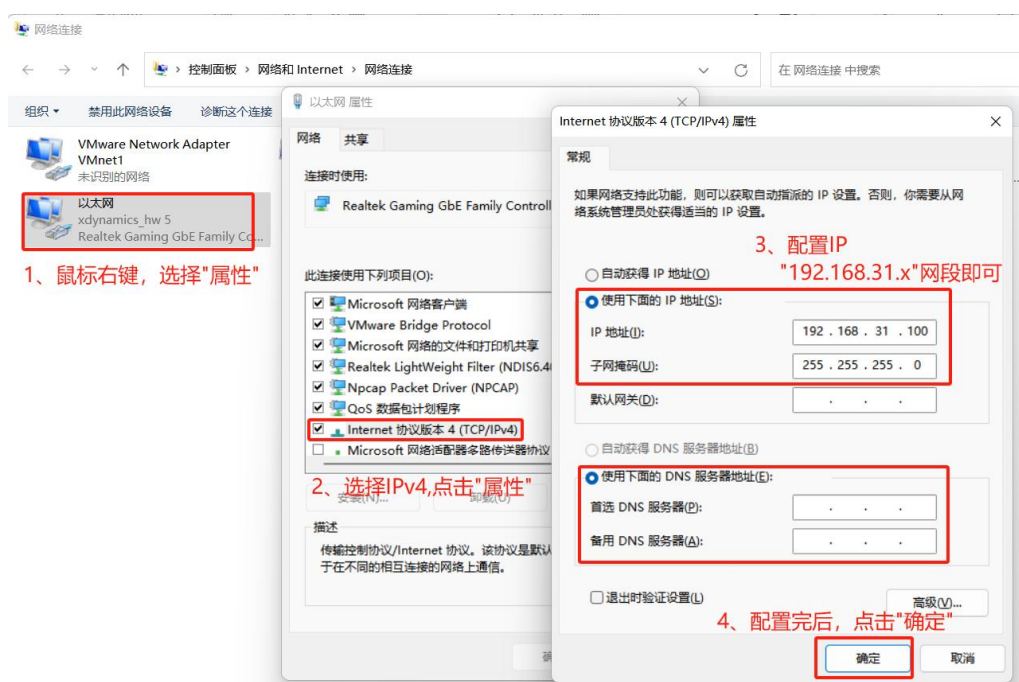 网络连接
控制面板 › 网络和 Internet › 网络连接
在 网络连接 中搜索
组织
禁用此网络设备
诊断这个连接
VMware Network Adapter
VMnet1
未识别的网络
以太网
xdynamics_hw 5
Realtek Gaming GbE Family Co...
1、鼠标右键，选择"属性"
以太网 属性
网络
共享
连接时使用:
Realtek Gaming GbE Family Controll
此连接使用下列项目(O):
Microsoft 网络客户端
VMware Bridge Protocol
Microsoft 网络的文件和打印机共享
Realtek LightWeight Filter (NDIS6.4
Npcap Packet Driver (NPCAP)
QoS 数据包计划程序
Internet 协议版本 4 (TCP/IPv4)
Microsoft 网络适配器多路传送器协议
2、选择IPv4,点击"属性"
安装(N)...
卸载(U)
描述
传输控制协议/Internet 协议。该协议是默认
于在不同的相互连接的网络上通信。
Internet 协议版本 4 (TCP/IPv4) 属性
常规
如果网络支持此功能，则可以获取自动指派的 IP 设置。否则，你需要从网
络系统管理员处获得适当的 IP 设置。
3、配置IP
"192.168.31.x"网段即可
自动获得 IP 地址(O)
使用下面的 IP 地址(S):
IP 地址(I):
192 . 168 . 31 . 100
子网掩码(U):
255 . 255 . 255 . 0
默认网关(D):
. . .
自动获得 DNS 服务器地址(B)
使用下面的 DNS 服务器地址(E):
首选 DNS 服务器(P):
. . .
备用 DNS 服务器(A):
. . .
退出时验证设置(L)
高级(V)...
4、配置完后，点击"确定"
确定
取消